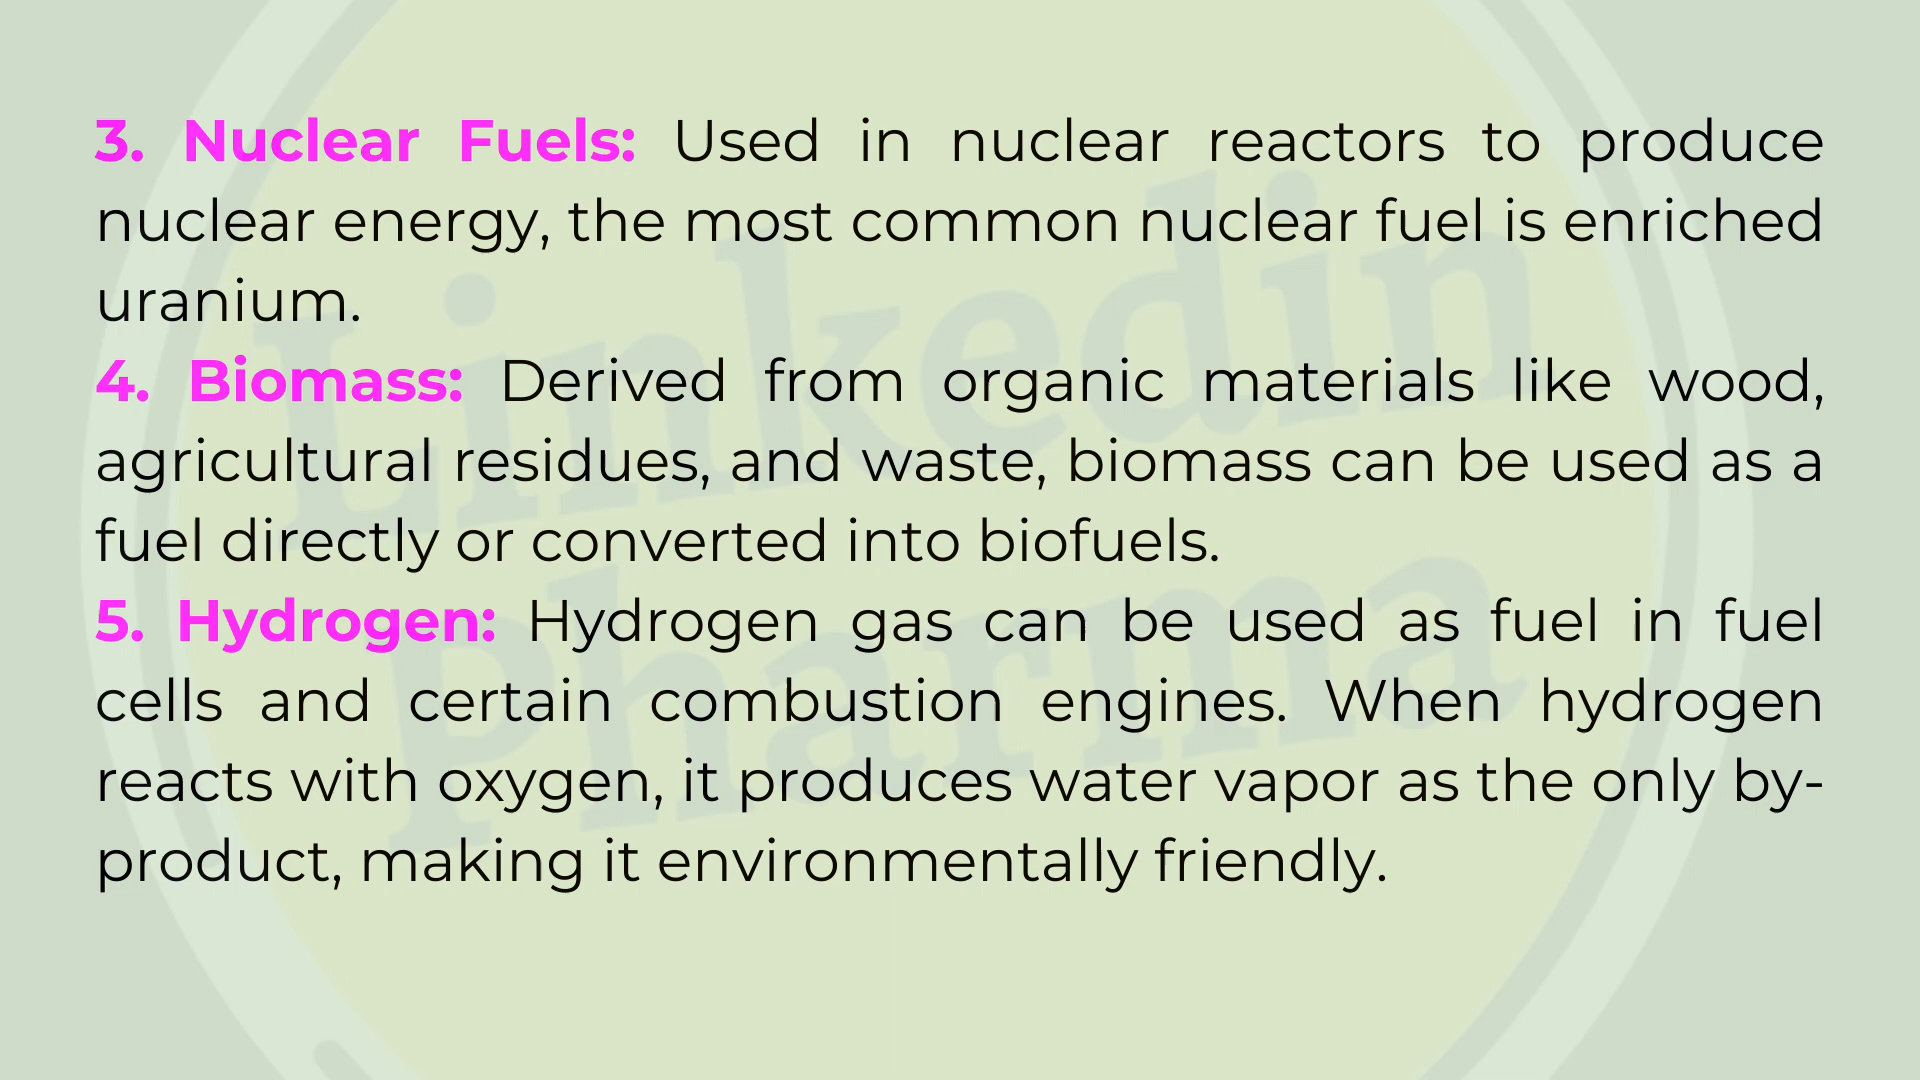 3. Nuclear Fuels: Used in nuclear reactors to produce
nuclear energy, the most common nuclear fuel is enriched
uranium.
4. Biomass: Derived from organic materials like wood,
agricultural residues, and waste, biomass can be used as a
fuel directly or converted into biofuels.
5. Hydrogen: Hydrogen gas can be used as fuel in fuel
cells and certain combustion engines. When hydrogen
reacts with oxygen, it produces water vapor as the only by-
product, making it environmentally friendly.
Linkedin
Pharma